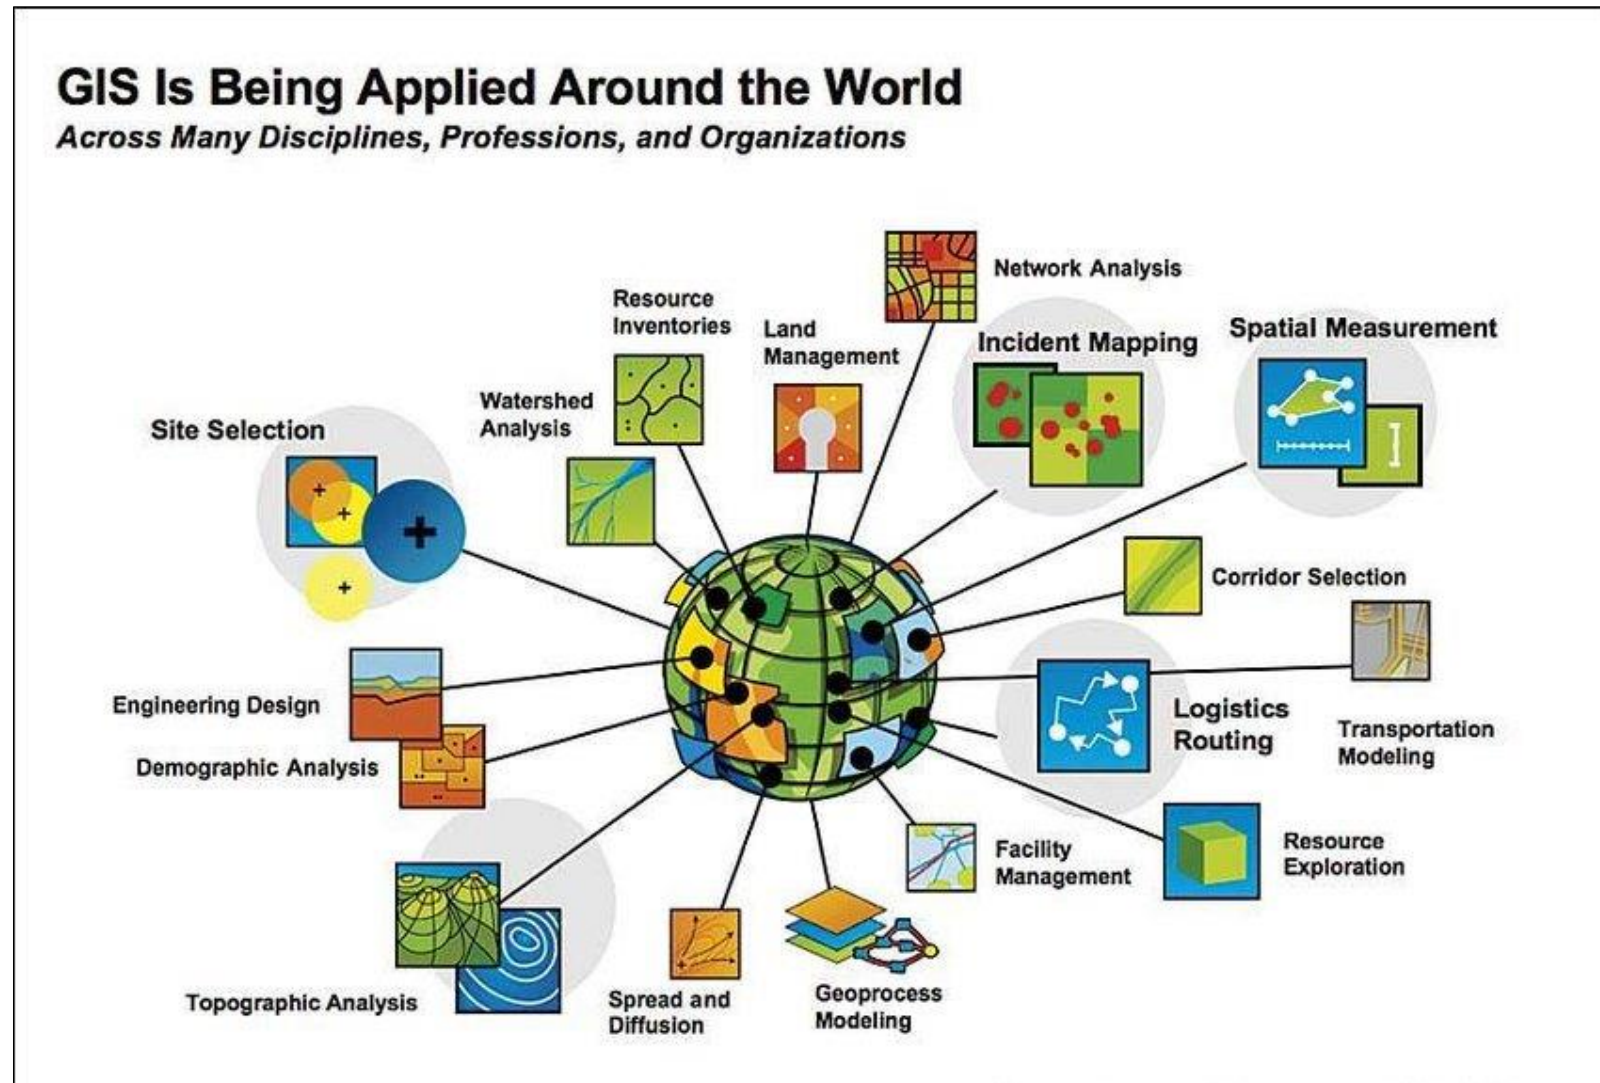 GIS Is Being Applied Around the World
Across Many Disciplines, Professions, and Organizations
Network Analysis
Resource
Inventories
Land
Management
Incident Mapping
Spatial Measurement
Watershed
Analysis
Site Selection
Corridor Selection
Engineering Design
Logistics
Routing
Transportation
Modeling
Demographic Analysis
Facility
Management
Resource
Exploration
Topographic Analysis
Spread and
Diffusion
Geoprocess
Modeling